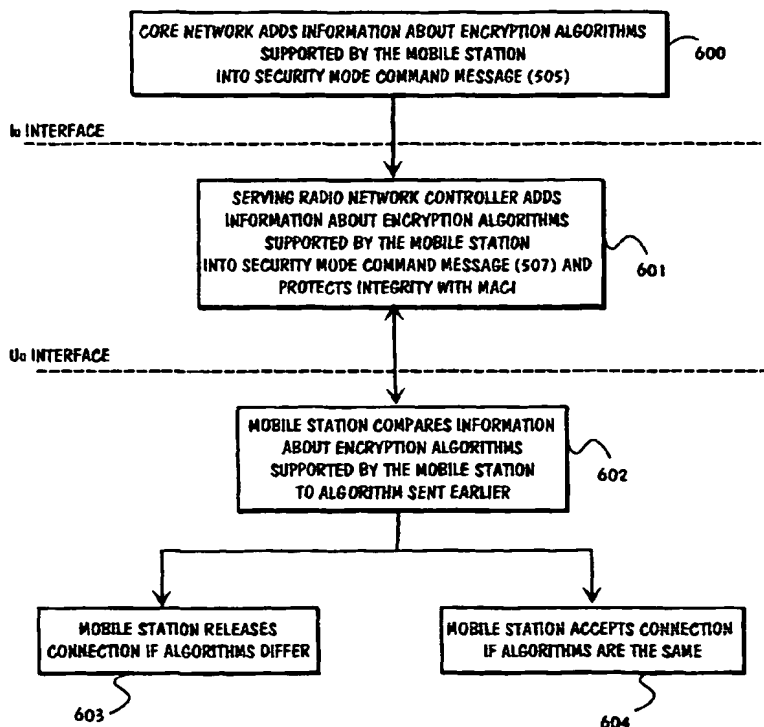 CORE NETWORK ADDS INFORMATION ABOUT ENCRYPTION ALGORITHMS
SUPPORTED BY THE MOBILE STATION
INTO SECURITY MODE COMMAND MESSAGE (505)
600
Iu INTERFACE
SERVING RADIO NETWORK CONTROLLER ADDS
INFORMATION ABOUT ENCRYPTION ALGORITHMS
SUPPORTED BY THE MOBILE STATION
INTO SECURITY MODE COMMAND MESSAGE (507) AND
PROTECTS INTEGRITY WITH MAC-I
601
Uu INTERFACE
MOBILE STATION COMPARES INFORMATION
ABOUT ENCRYPTION ALGORITHMS
SUPPORTED BY THE MOBILE STATION
TO ALGORITHM SENT EARLIER
602
MOBILE STATION RELEASES
CONNECTION IF ALGORITHMS DIFFER
603
MOBILE STATION ACCEPTS CONNECTION
IF ALGORITHMS ARE THE SAME
604